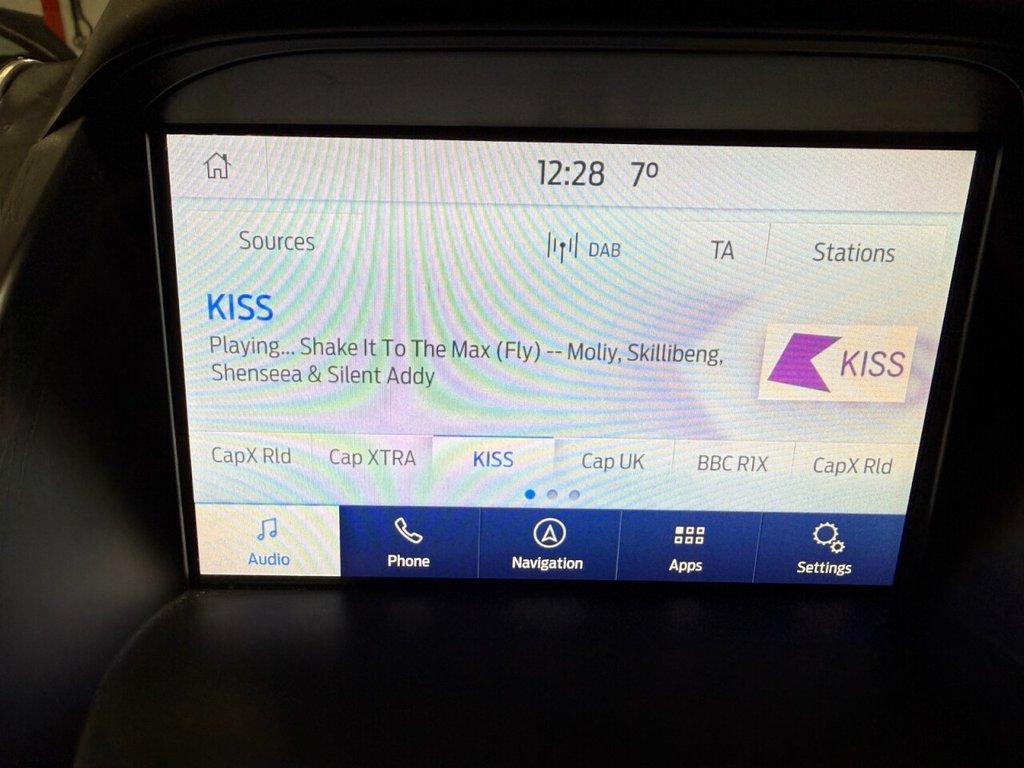 12:28 7º
Sources DAB TA Stations
KISS
Playing... Shake It To The Max (Fly) -- Moliy, Skillibeng,
Shenseea & Silent Addy
KISS
CapX Rld Cap XTRA KISS Cap UK BBC R1X CapX Rld
Audio Phone Navigation Apps Settings